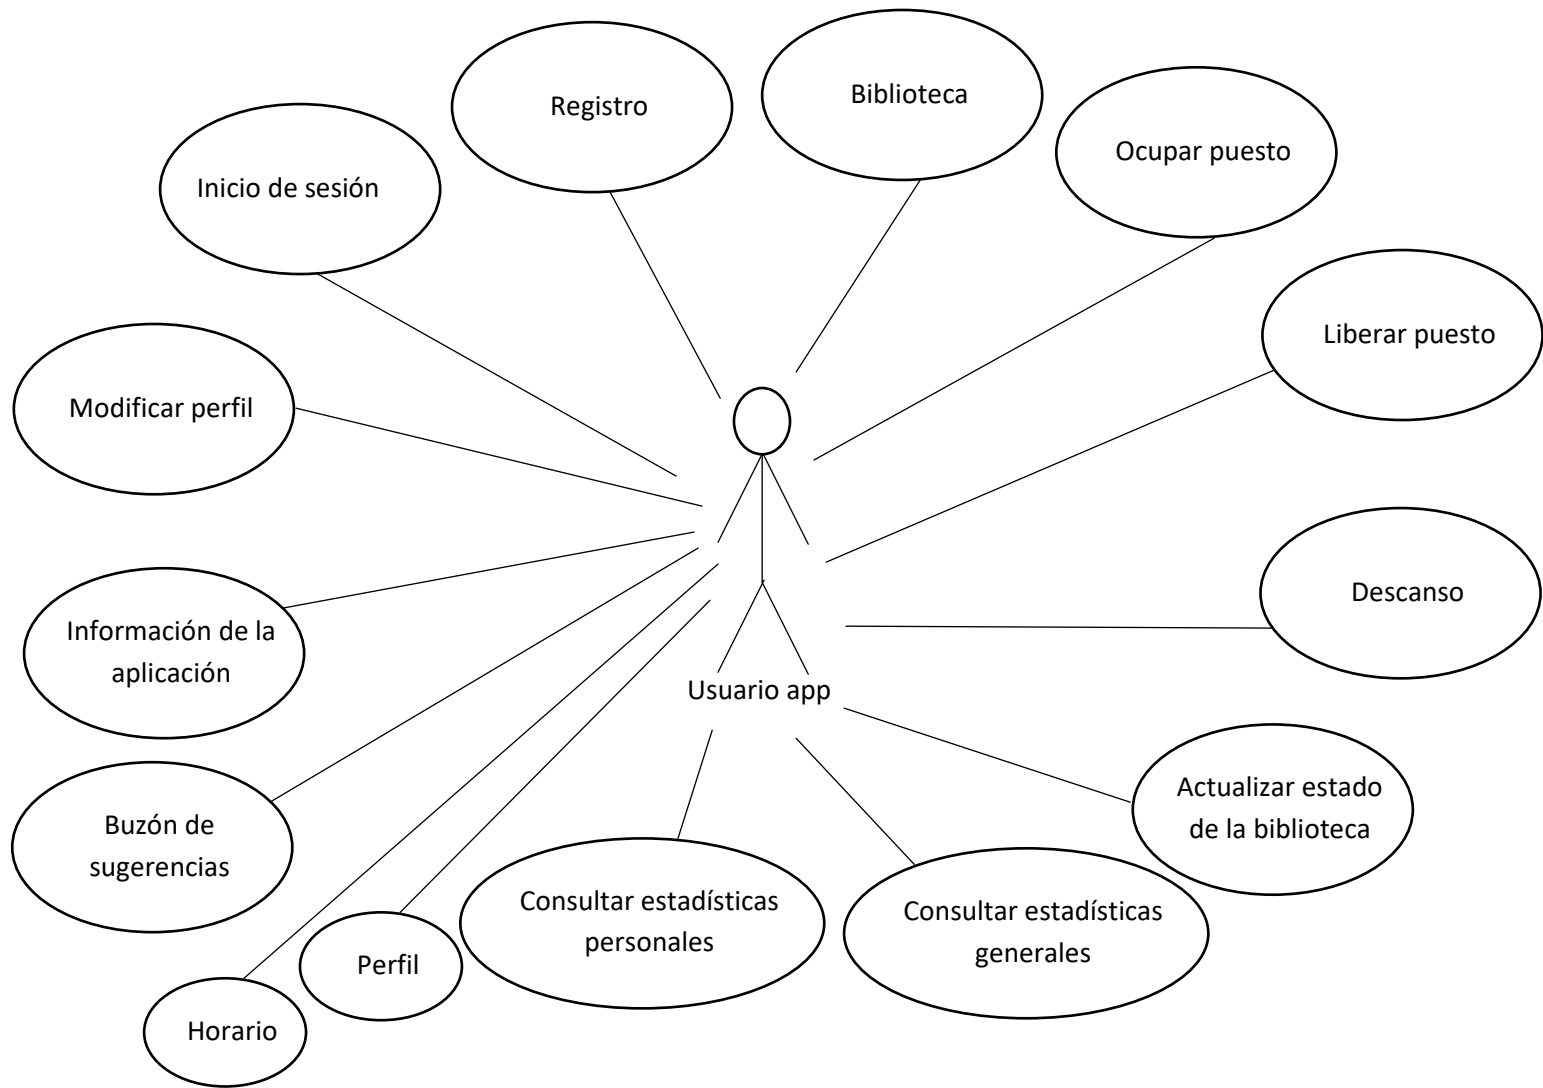 Biblioteca
Registro
Ocupar puesto
Inicio de sesión
Liberar puesto
Modificar perfil
Descanso
Información de la
aplicación
Usuario app
Actualizar estado
de la biblioteca
Buzón de
sugerencias
Consultar estadísticas
personales
Consultar estadísticas
generales
Perfil
Horario